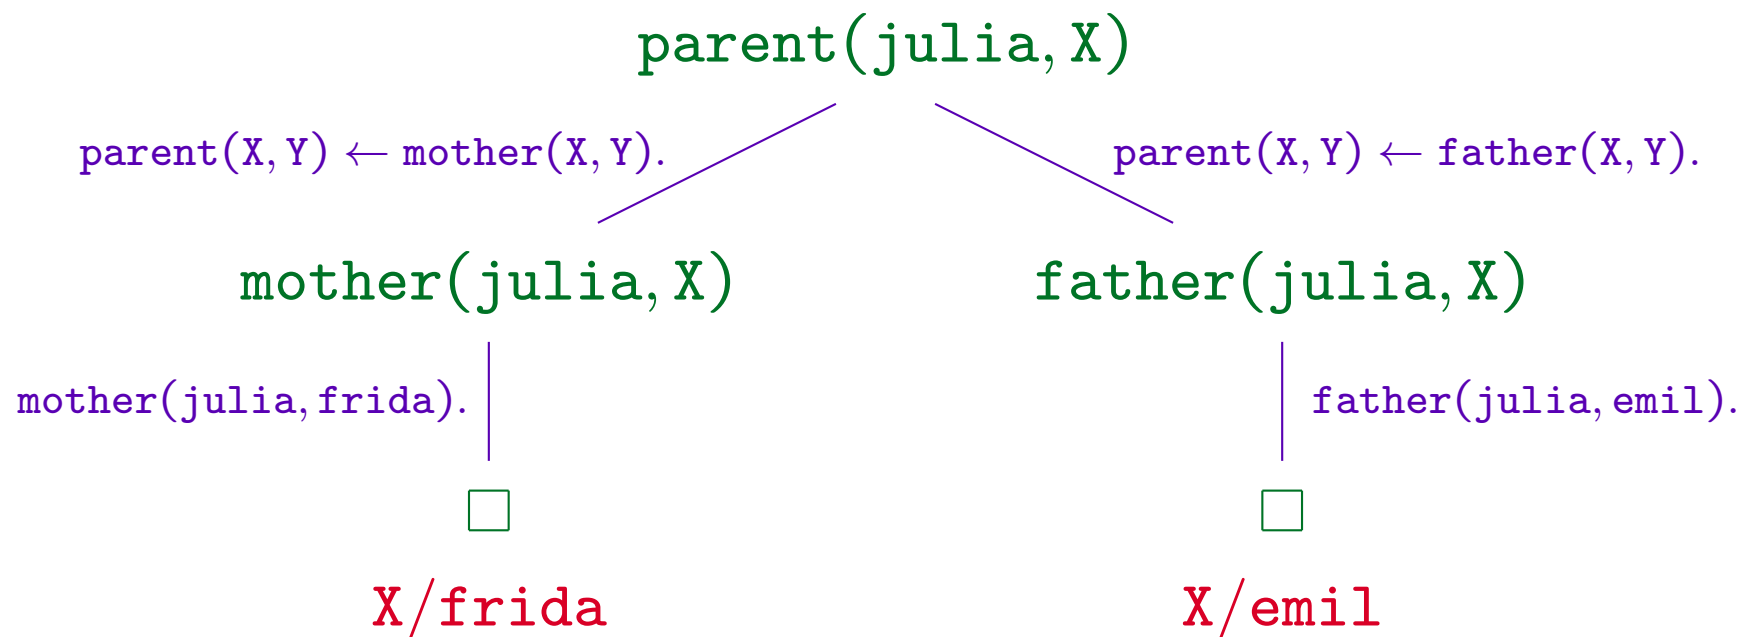 parent(julia, X)
parent(X, Y) ← mother(X, Y).
parent(X, Y) ← father(X, Y).
mother(julia, X)
father(julia, X)
mother(julia, frida).
father(julia, emil).
X/frida
X/emil